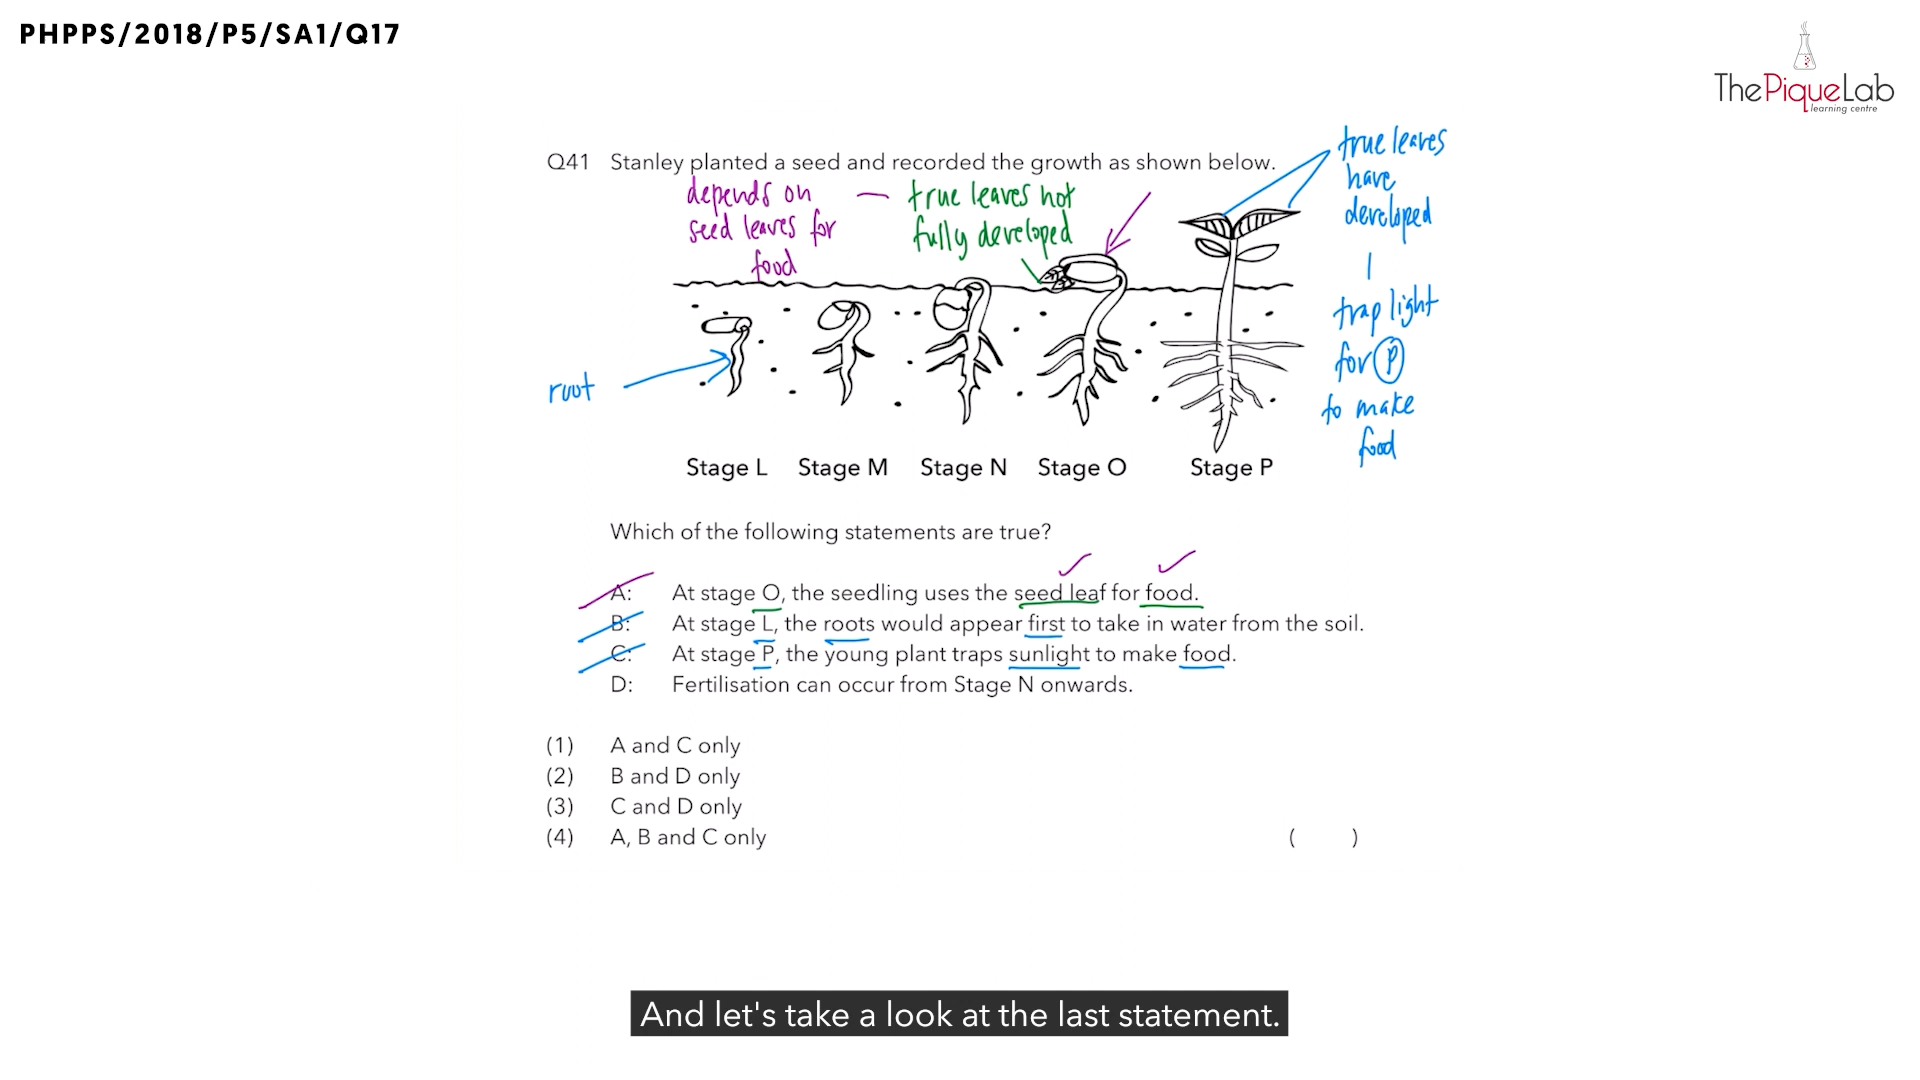 PHPPS/2018/P5/SA1/Q17
ThePiqueLab
learning centre
Q41 Stanley planted a seed and recorded the growth as shown below.
depends on
seed leaves for
food
true leaves not
fully developed
true leaves
have
developed
trap light
for P
to make
food
root
Stage L Stage M Stage N Stage O Stage P
Which of the following statements are true?
A: At stage O, the seedling uses the seed leaf for food.
B: At stage L, the roots would appear first to take in water from the soil.
C: At stage P, the young plant traps sunlight to make food.
D: Fertilisation can occur from Stage N onwards.
(1) A and C only
(2) B and D only
(3) C and D only
(4) A, B and C only ( )
And let's take a look at the last statement.